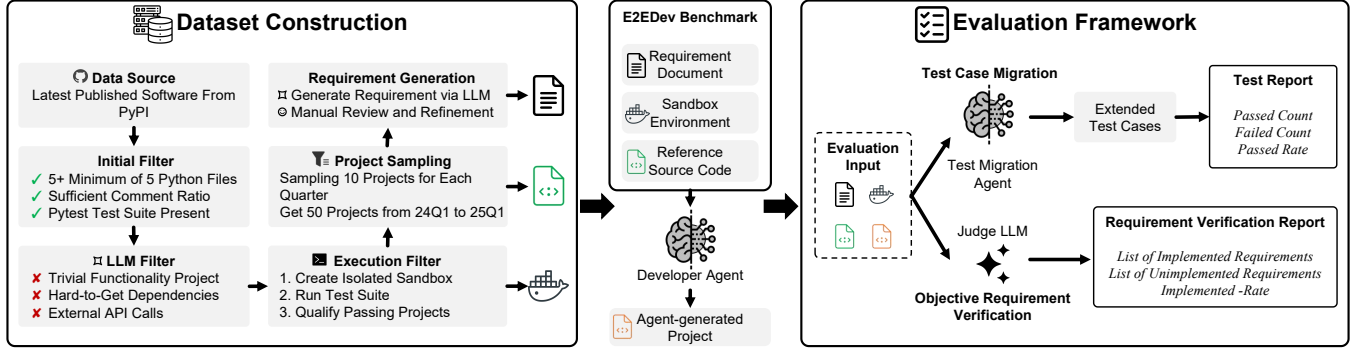 Dataset Construction
Data Source
Latest Published Software From
PyPI
Initial Filter
✓ 5+ Minimum of 5 Python Files
✓ Sufficient Comment Ratio
✓ Pytest Test Suite Present
LLM Filter
✘ Trivial Functionality Project
✘ Hard-to-Get Dependencies
✘ External API Calls
Requirement Generation
Generate Requirement via LLM
Manual Review and Refinement
Project Sampling
Sampling 10 Projects for Each
Quarter
Get 50 Projects from 24Q1 to 25Q1
Execution Filter
1. Create Isolated Sandbox
2. Run Test Suite
3. Qualify Passing Projects
E2EDev Benchmark
Requirement
Document
Sandbox
Environment
Reference
Source Code
Developer Agent
Agent-generated
Project
Evaluation Framework
Evaluation
Input
Test Case Migration
Test Migration
Agent
Extended
Test Cases
Test Report
Passed Count
Failed Count
Passed Rate
Judge LLM
Objective Requirement
Verification
Requirement Verification Report
List of Implemented Requirements
List of Unimplemented Requirements
Implemented -Rate